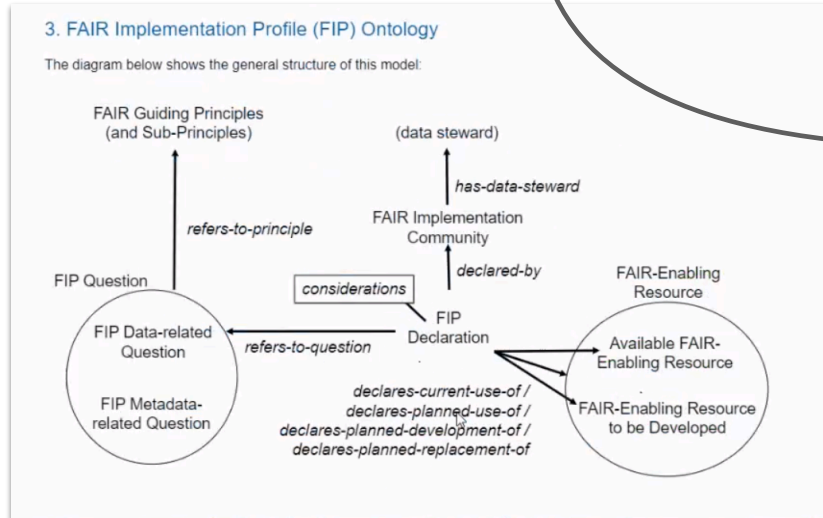 3. FAIR Implementation Profile (FIP) Ontology
The diagram below shows the general structure of this model:
FAIR Guiding Principles
(and Sub-Principles)
(data steward)
has-data-steward
refers-to-principle
FAIR Implementation
Community
declared-by
FIP Question
considerations
FAIR-Enabling
Resource
FIP
Declaration
FIP Data-related
Question
refers-to-question
Available FAIR-
Enabling Resource
FIP Metadata-
related Question
declares-current-use-of /
declares-planned-use-of /
declares-planned-development-of /
declares-planned-replacement-of
FAIR-Enabling Resource
to be Developed